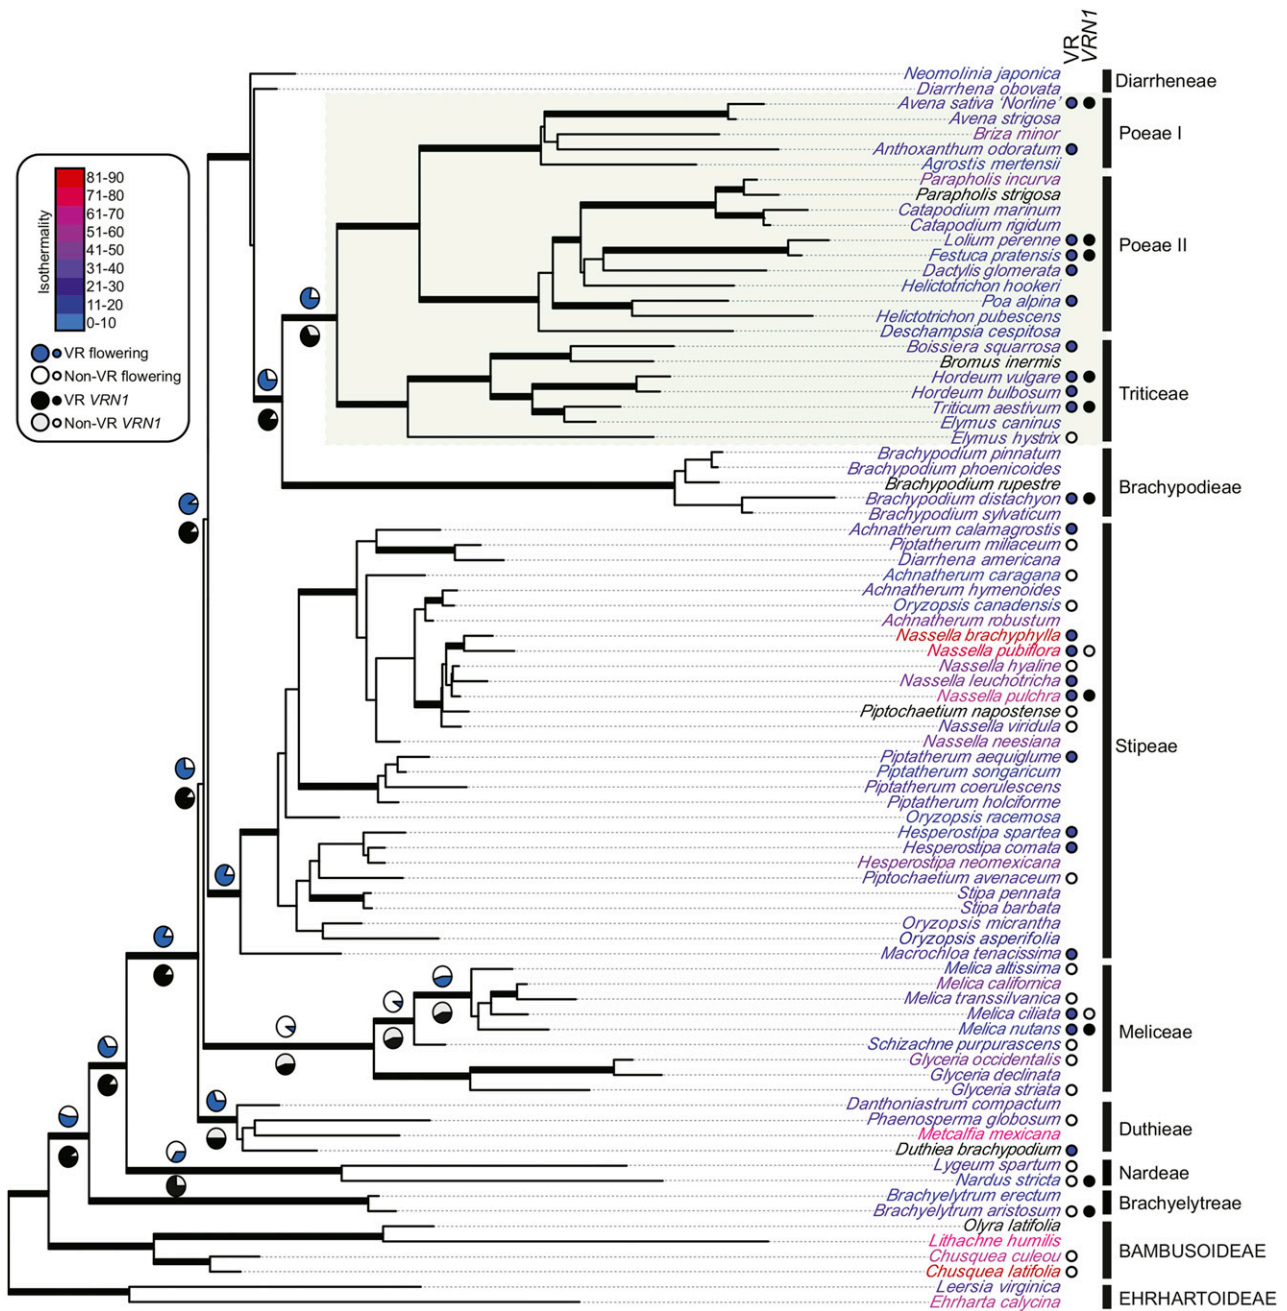 VR VRN1
Neomolinia japonica
Diarrhena obovata
Diarrheneae
Avena sativa ‘Norline’
Avena strigosa
Briza minor
Anthoxanthum odoratum
Agrostis mertensii
Poeae I
Parapholis incurva
Parapholis strigosa
Catapodium marinum
Catapodium rigidum
Lolium perenne
Festuca pratensis
Dactylis glomerata
Helictotrichon hookeri
Poa alpina
Helictotrichon pubescens
Deschampsia cespitosa
Poeae II
Boissiera squarrosa
Bromus inermis
Hordeum vulgare
Hordeum bulbosum
Triticum aestivum
Elymus caninus
Elymus hystrix
Triticeae
Brachypodium pinnatum
Brachypodium phoenicoides
Brachypodium rupestre
Brachypodium distachyon
Brachypodium sylvaticum
Brachypodieae
Achnatherum calamagrostis
Piptatherum miliaceum
Diarrhena americana
Achnatherum caragana
Achnatherum hymenoides
Oryzopsis canadensis
Achnatherum robustum
Nassella brachyphylla
Nassella pubiflora
Nassella hyaline
Nassella leuchotricha
Nassella pulchra
Piptochaetium napostense
Nassella viridula
Nassella neesiana
Piptatherum aequiglume
Piptatherum songaricum
Piptatherum coerulescens
Piptatherum holciforme
Oryzopsis racemosa
Hesperostipa spartea
Hesperostipa comata
Hesperostipa neomexicana
Piptochaetium avenaceum
Stipa pennata
Stipa barbata
Oryzopsis micrantha
Oryzopsis asperifolia
Macrochloa tenacissima
Stipeae
Melica altissima
Melica californica
Melica transsilvanica
Melica ciliata
Melica nutans
Schizachne purpurascens
Glyceria occidentalis
Glyceria declinata
Glyceria striata
Meliceae
Danthoniastrum compactum
Phaenosperma globosum
Metcalfia mexicana
Duthiea brachypodium
Duthieae
Lygeum spartum
Nardus stricta
Nardeae
Brachyelytrum erectum
Brachyelytrum aristosum
Brachyelytreae
Olyra latifolia
Lithachne humilis
Chusquea culeou
Chusquea latifolia
BAMBUSOIDEAE
Leersia virginica
Ehrharta calycina
EHRHARTOIDEAE
Isothermality
81-90
71-80
61-70
51-60
41-50
31-40
21-30
11-20
0-10
VR flowering
Non-VR flowering
VR VRN1
Non-VR VRN1